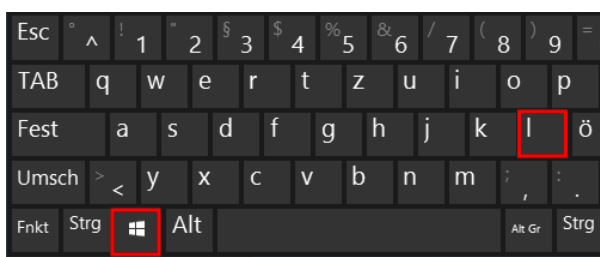 Esc ° ^ ! 1 " 2 § 3 $ 4 % 5 & 6 / 7 ( 8 ) 9 =
TAB q w e r t z u i o p
Fest a s d f g h j k l ö
Umsch > < y x c v b n m ; , : .
Fnkt Strg Alt Alt Gr Strg